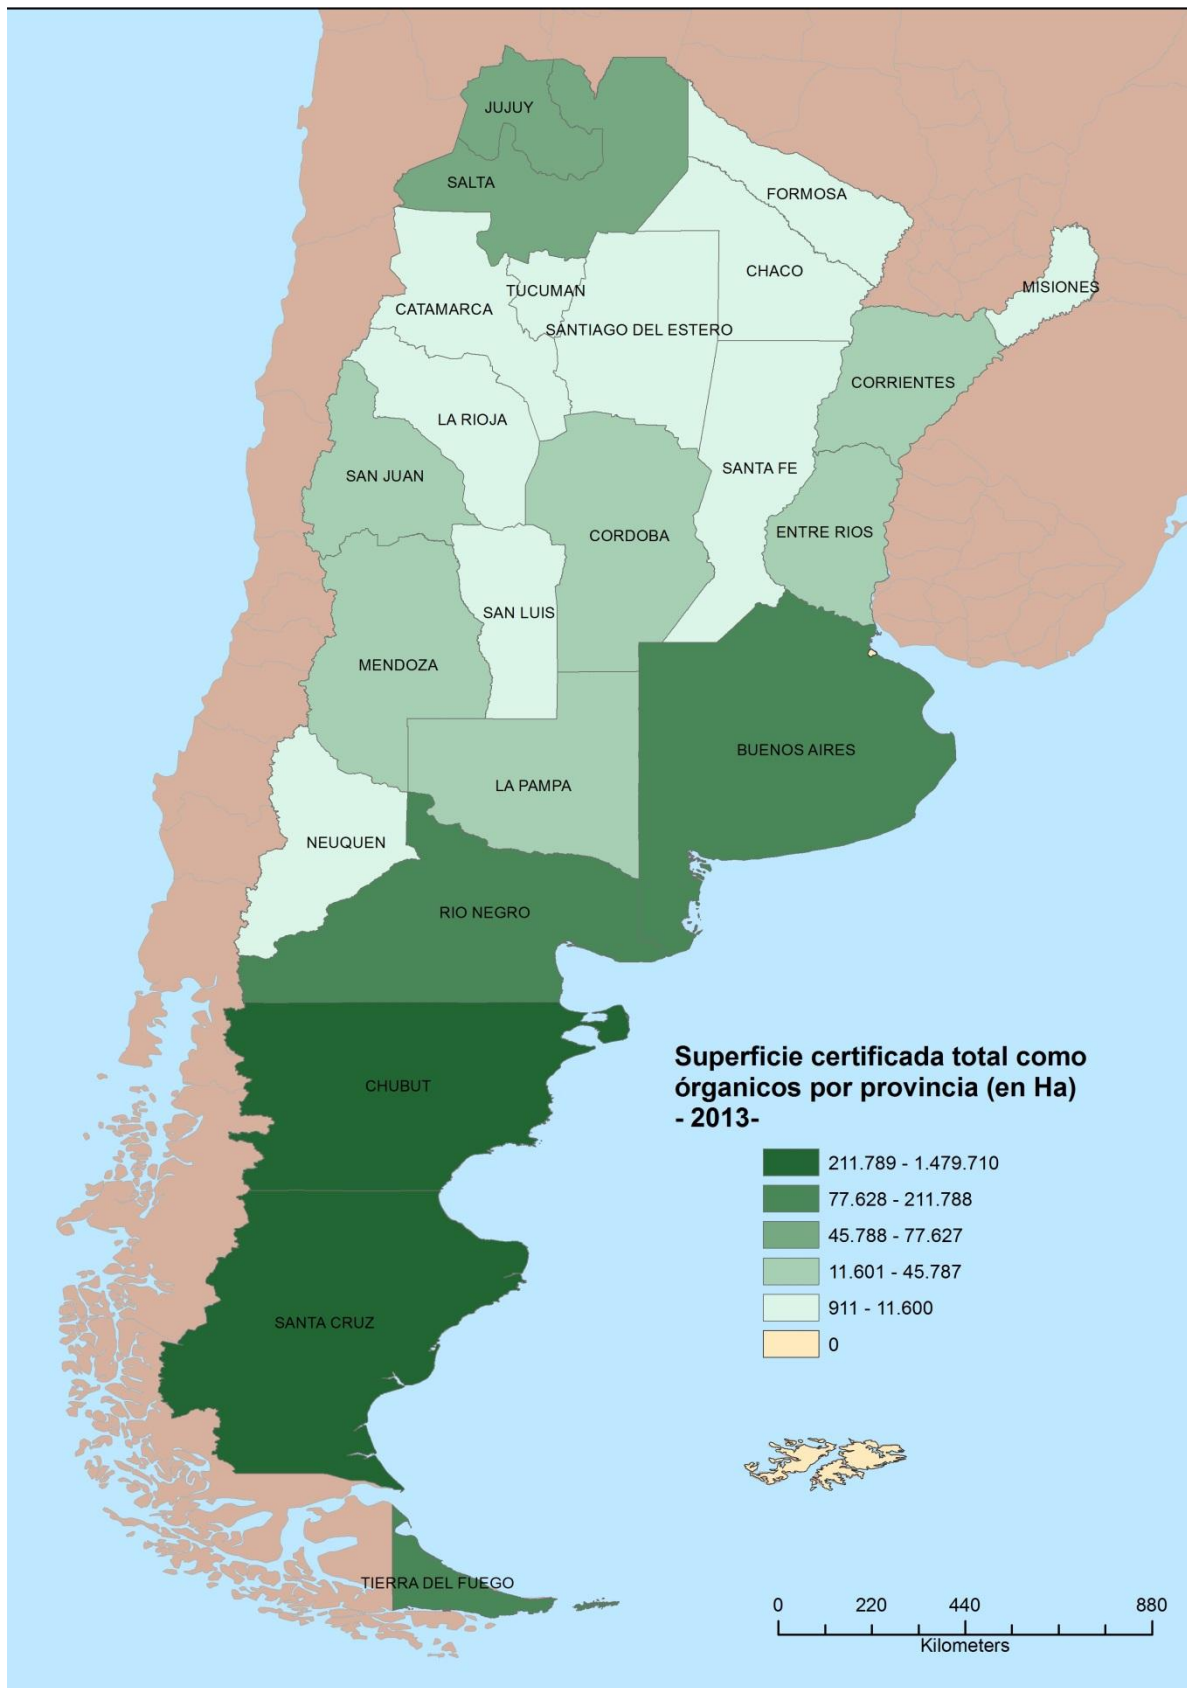 JUJUY
SALTA
FORMOSA
CHACO
MISIONES
TUCUMAN
CATAMARCA
SANTIAGO DEL ESTERO
CORRIENTES
LA RIOJA
SANTA FE
SAN JUAN
CORDOBA
ENTRE RIOS
SAN LUIS
MENDOZA
BUENOS AIRES
LA PAMPA
NEUQUEN
RIO NEGRO
CHUBUT
SANTA CRUZ
TIERRA DEL FUEGO
Superficie certificada total como
órganicos por provincia (en Ha)
- 2013-
211.789 - 1.479.710
77.628 - 211.788
45.788 - 77.627
11.601 - 45.787
911 - 11.600
0
0 220 440 880
Kilometers